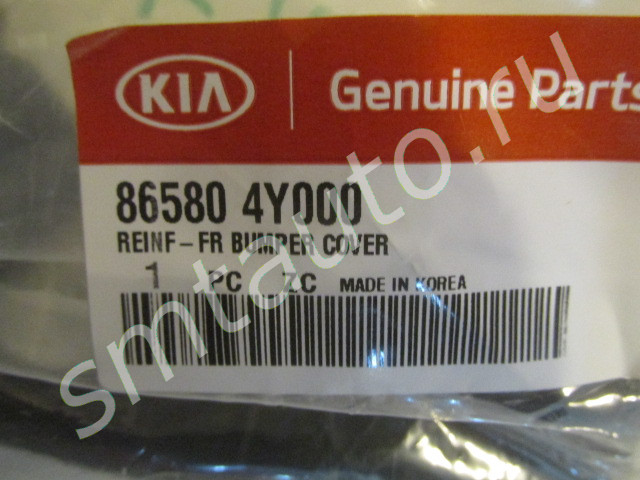 KIA Genuine Parts
86580 4Y000
REINF-FR BUMPER COVER
1 PC ZC MADE IN KOREA
smtauto.ru